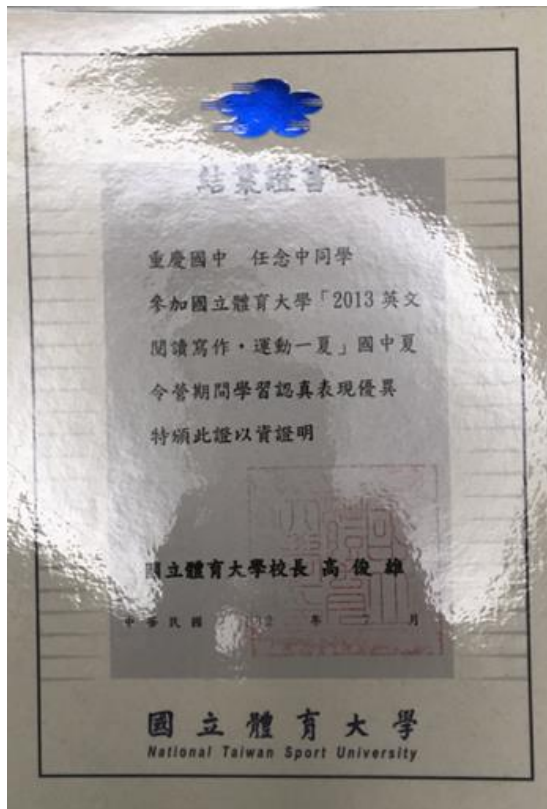 結業證書
重慶國中　任念中同學
參加國立體育大學「2013 英文
閱讀寫作・運動一夏」國中夏
令營期間學習認真表現優異
特頒此證以資證明
國立體育大學校長 高俊雄
中華民國 102 年 7 月
國立體育大學
National Taiwan Sport University